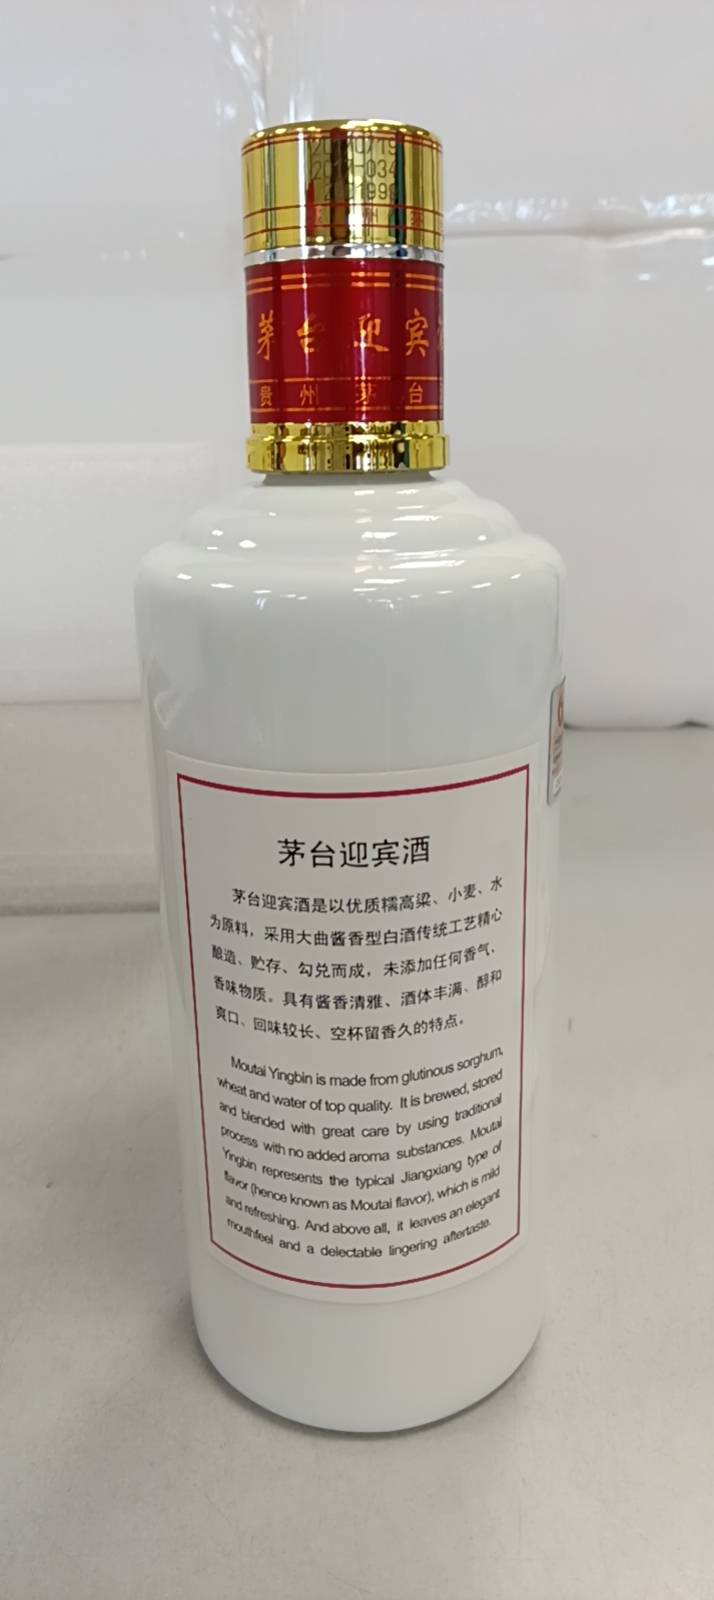 茅台迎宾
贵州茅台
茅台迎宾酒
茅台迎宾酒是以优质糯高粱、小麦、水
为原料，采用大曲酱香型白酒传统工艺精心
酿造、贮存、勾兑而成，未添加任何香气、
香味物质。具有酱香清雅、酒体丰满、醇和
爽口、回味较长、空杯留香久的特点。
Moutai Yingbin is made from glutinous sorghum,
wheat and water of top quality. It is brewed, stored
and blended with great care by using traditional
process with no added aroma substances. Moutai
Yingbin represents the typical Jiangxiang type of
flavor (hence known as Moutai flavor), which is mild
and refreshing. And above all, it leaves an elegant
mouthfeel and a delectable lingering aftertaste.